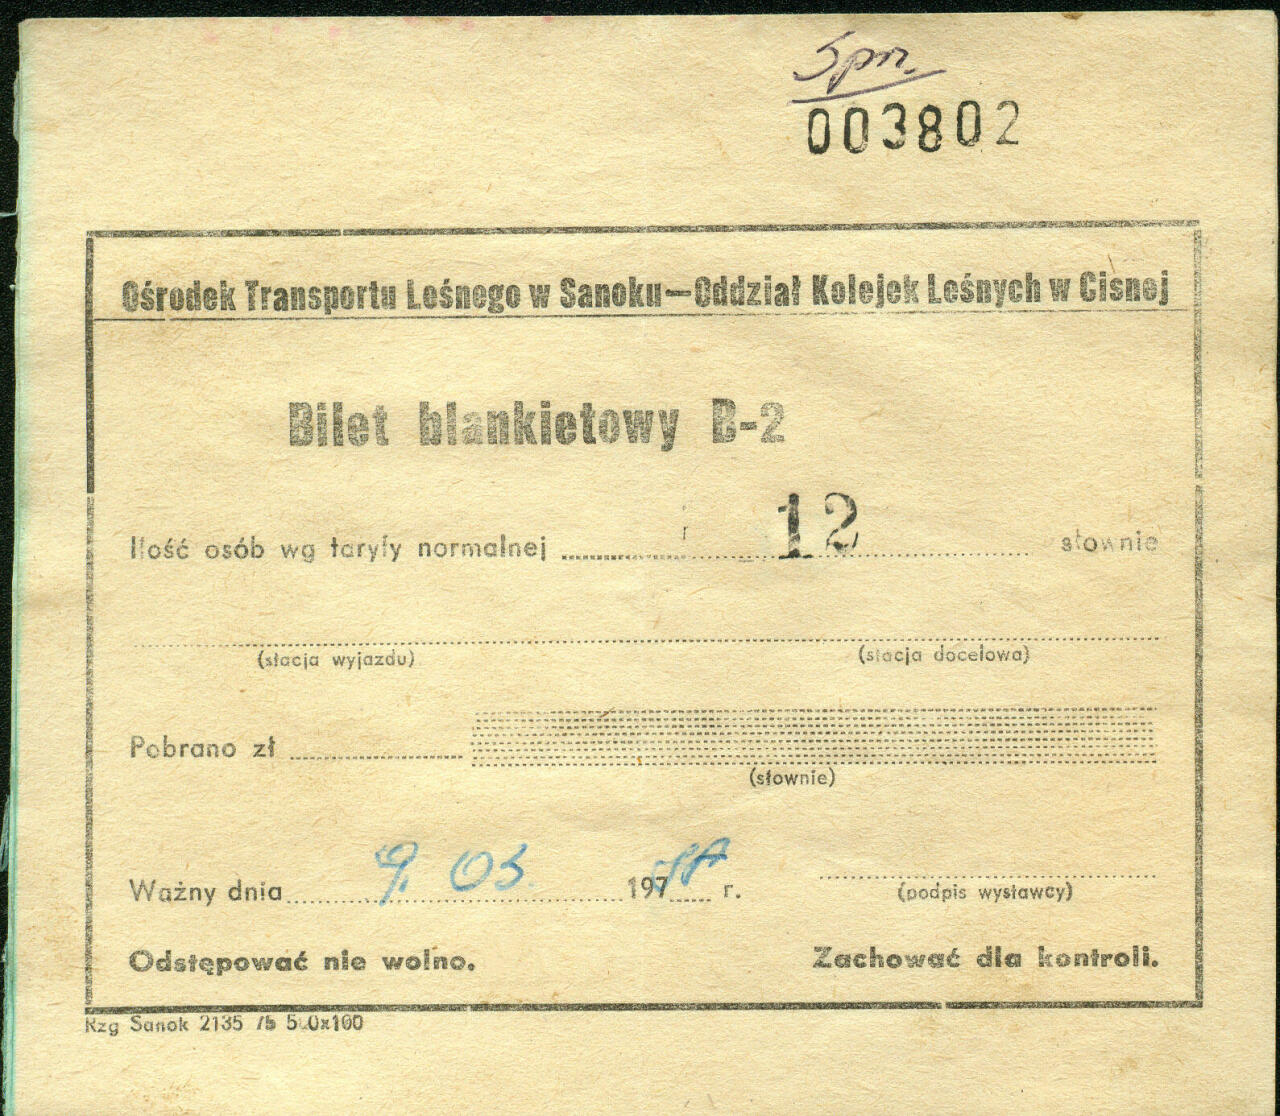 Spr.
003802
Ośrodek Transportu Leśnego w Sanoku—Oddział Kolejek Leśnych w Cisnej
Bilet blankietowy B-2
Ilość osób wg taryfy normalnej 12 słownie
(stacja wyjazdu) (stacja docelowa)
Pobrano zł
(słownie)
Ważny dnia 9. 05. 197 r.
(podpis wystawcy)
Odstępować nie wolno. Zachować dla kontroli.
Rzg Sanok 2135 75